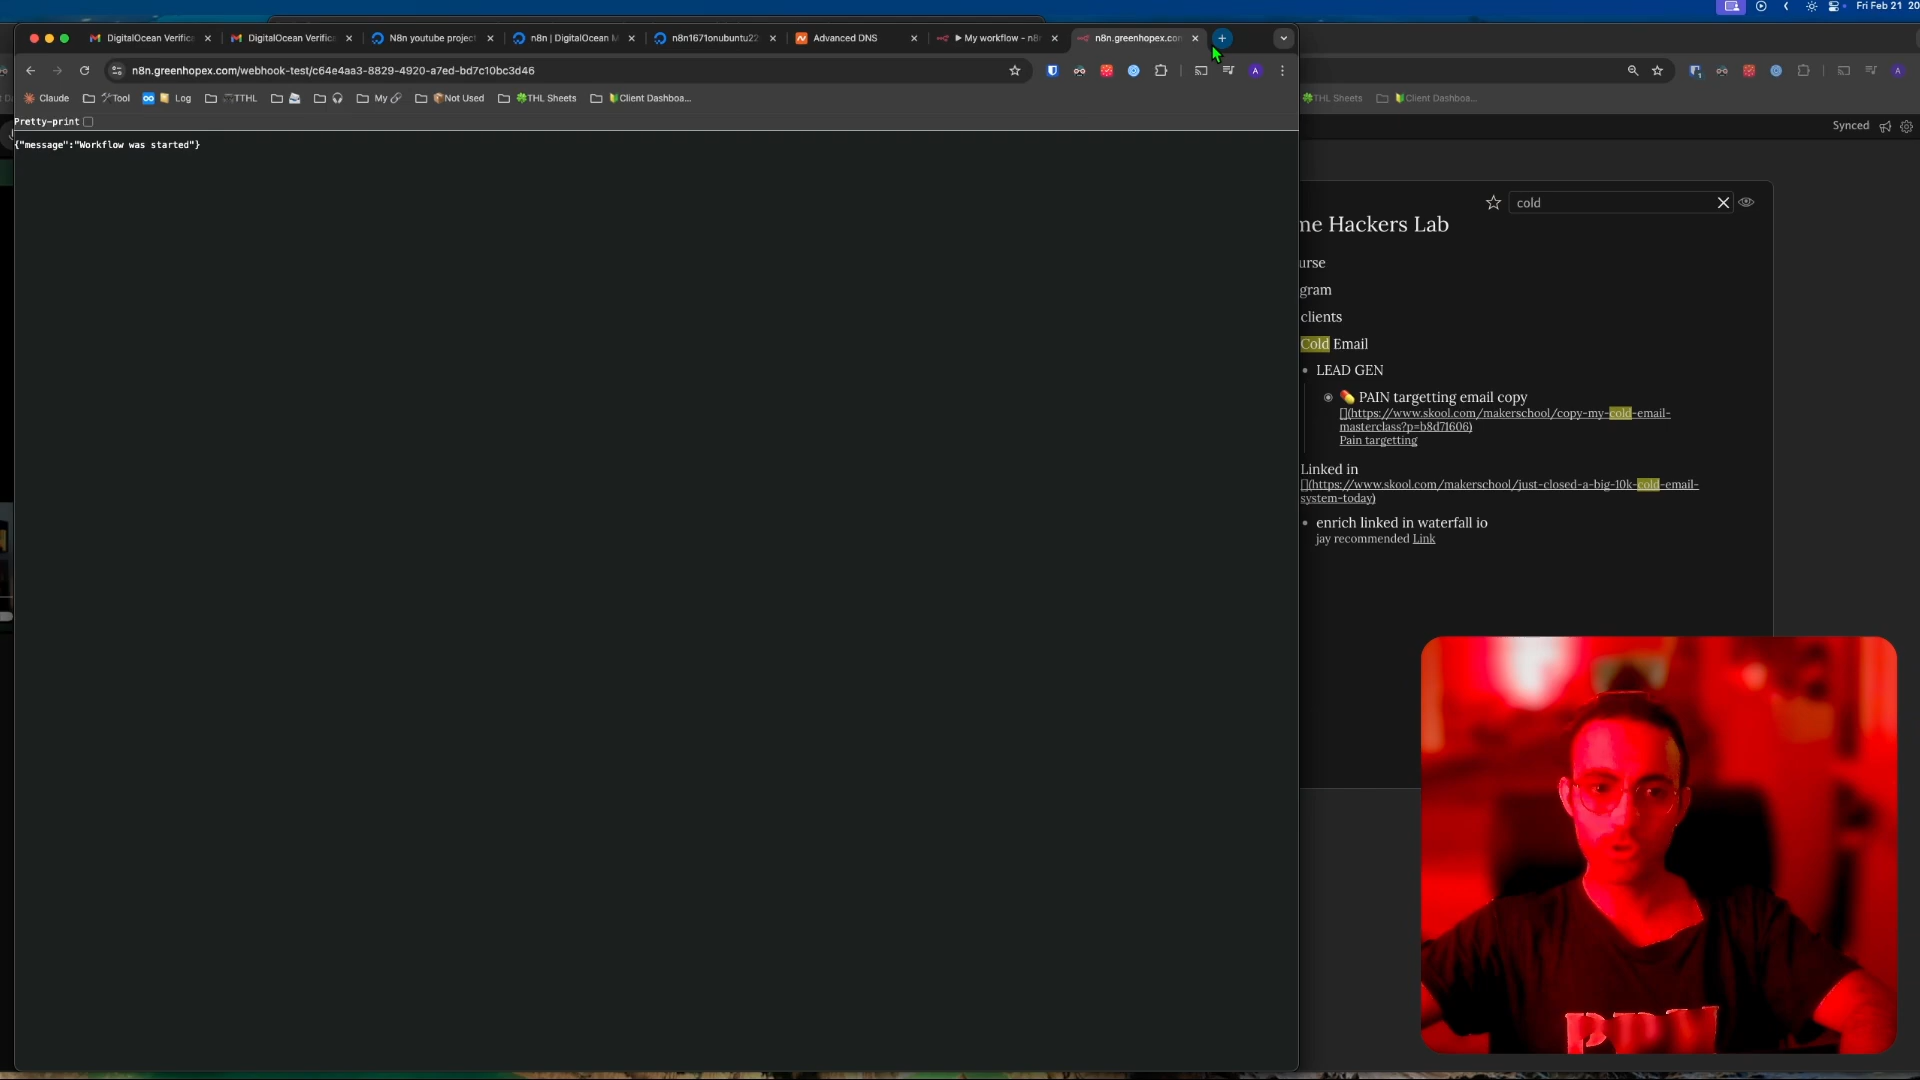 Fri Feb 21 20
DigitalOcean Verific
DigitalOcean Verific
N8n youtube projec
n8n | DigitalOcean M
n8n1671onubuntu22
Advanced DNS
My workflow - n8
n8n.greenhopex.co
n8n.greenhopex.com/webhook-test/c64e4aa3-8829-4920-a7ed-bd7c10bc3d46
A
A
Claude
Tool
Log
TTHL
My
Not Used
THL Sheets
Client Dashboa...
THL Sheets
Client Dashboa...
Pretty-print
Synced
{"message":"Workflow was started"}
cold
me Hackers Lab
urse
gram
clients
Cold Email
LEAD GEN
PAIN targetting email copy
[](https://www.skool.com/makerschool/copy-my-cold-email-
masterclass?p=b8d71606)
Pain targetting
Linked in
[](https://www.skool.com/makerschool/just-closed-a-big-10k-cold-email-
system-today)
enrich linked in waterfall io
jay recommended Link